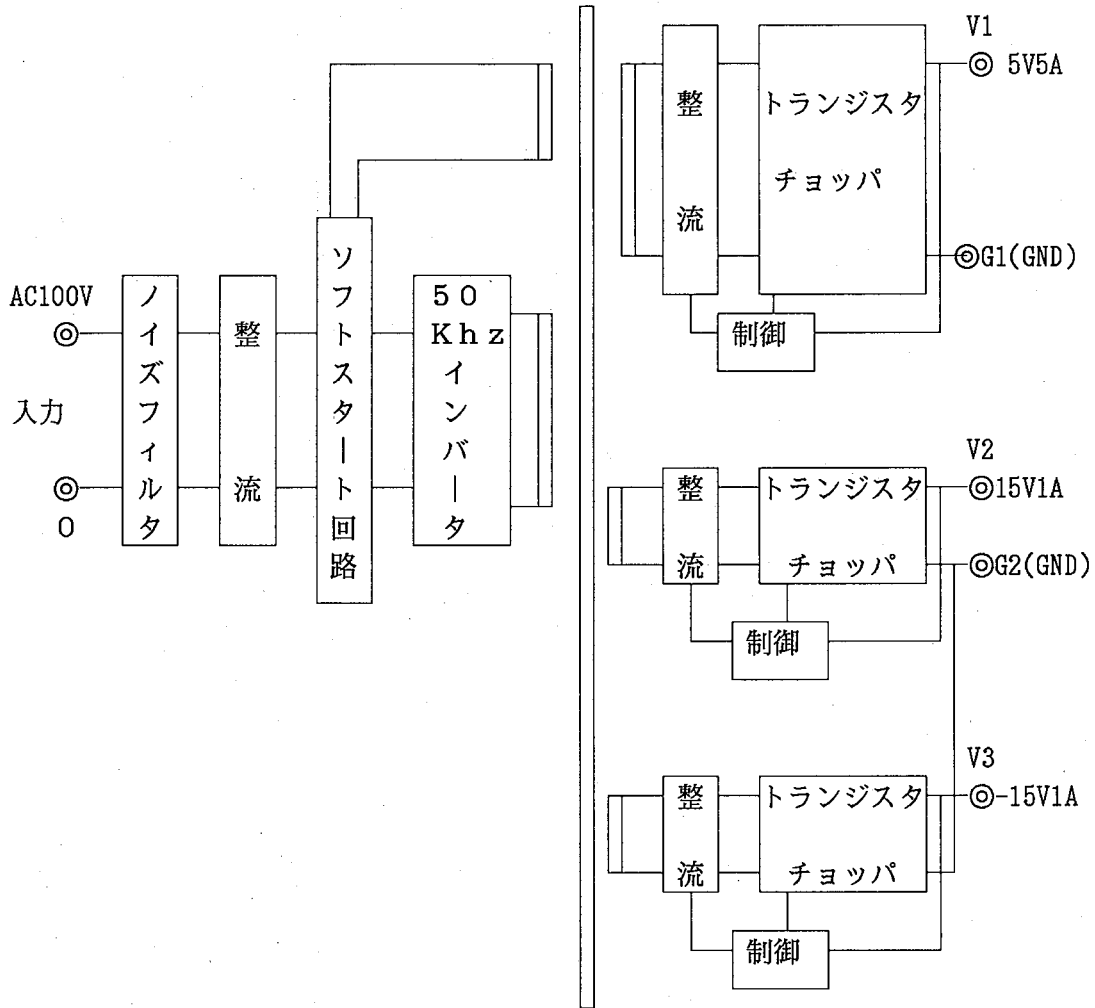 AC100V
入力
0
ノイズフィルタ
整流
ソフトスタート回路
50
Khz
インバータ
整流
トランジスタ
チョッパ
制御
V1
5V5A
G1(GND)
整流
トランジスタ
チョッパ
制御
V2
15V1A
G2(GND)
整流
トランジスタ
チョッパ
制御
V3
-15V1A